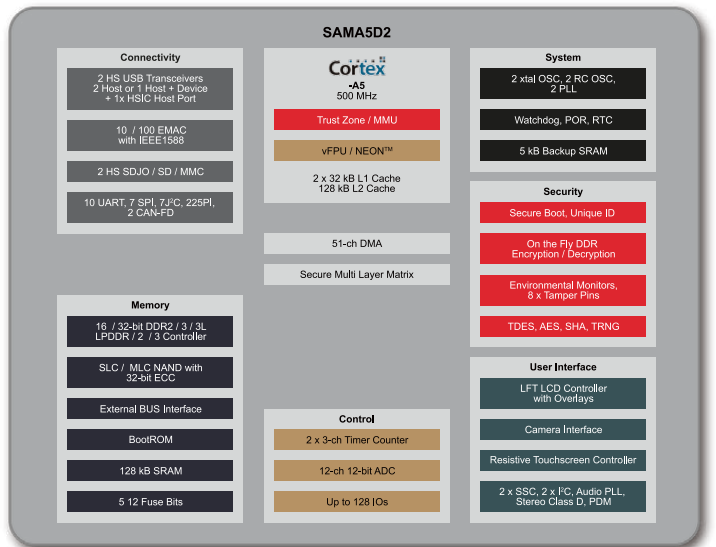 SAMA5D2
Connectivity
2 HS USB Transceivers
2 Host or 1 Host + Device
+ 1x HSIC Host Port
10 / 100 EMAC
with IEEE1588
2 HS SDJO / SD / MMC
10 UART, 7 SPI, 7J²C, 225PI,
2 CAN-FD
Memory
16 / 32-bit DDR2 / 3 / 3L
LPDDR / 2 / 3 Controller
SLC / MLC NAND with
32-bit ECC
External BUS Interface
BootROM
128 kB SRAM
5 12 Fuse Bits
Cortex
-A5
500 MHz
Trust Zone / MMU
vFPU / NEON™
2 x 32 kB L1 Cache
128 kB L2 Cache
51-ch DMA
Secure Multi Layer Matrix
Control
2 x 3-ch Timer Counter
12-ch 12-bit ADC
Up to 128 IOs
System
2 xtal OSC, 2 RC OSC,
2 PLL
Watchdog, POR, RTC
5 kB Backup SRAM
Security
Secure Boot, Unique ID
On the Fly DDR
Encryption / Decryption
Environmental Monitors,
8 x Tamper Pins
TDES, AES, SHA, TRNG
User Interface
LFT LCD Controller
with Overlays
Camera Interface
Resistive Touchscreen Controller
2 x SSC, 2 x I²C, Audio PLL,
Stereo Class D, PDM